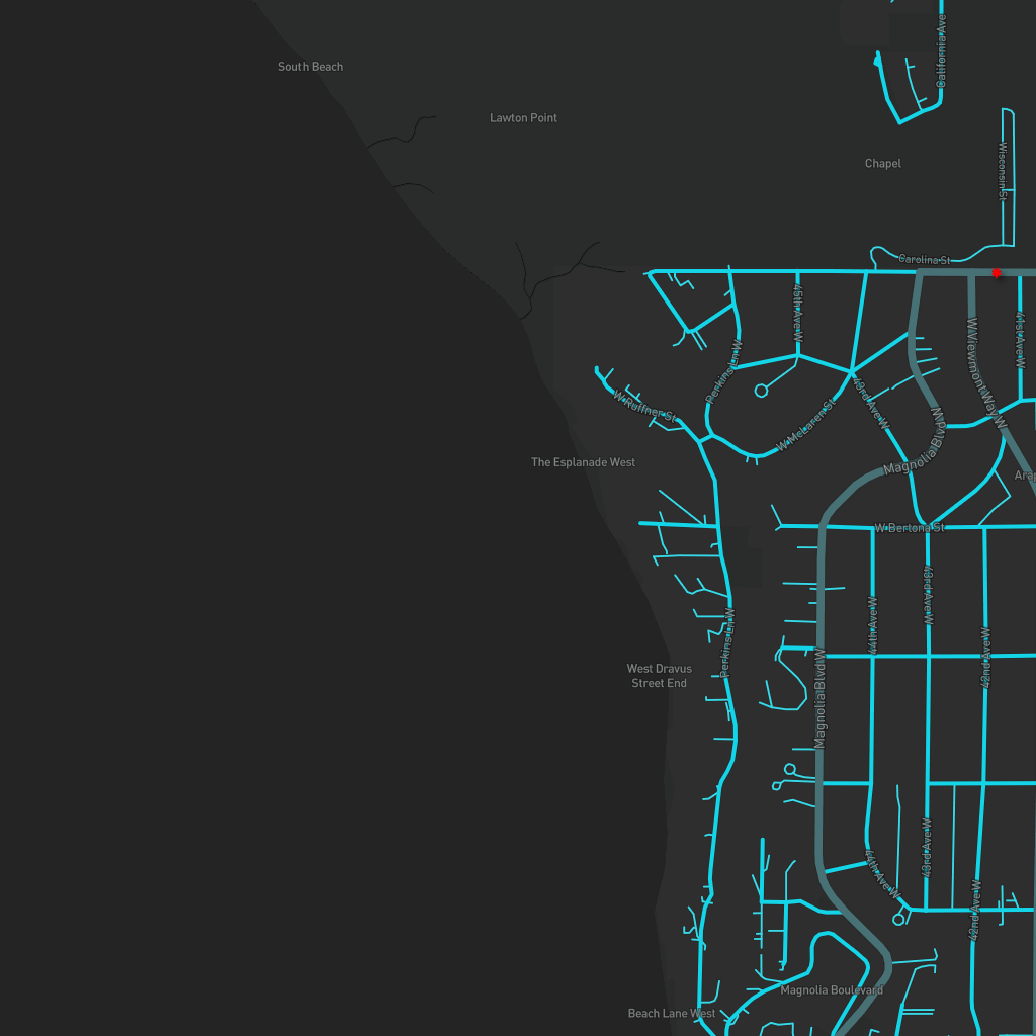 California Ave
South Beach
Lawton Point
Chapel
Wisconsin St
Carolina St
45th Ave W
41st Ave W
W Viewmont Way W
Perkins Ln W
W Ruffner St
43rd Ave W
W McLaren St
Magnolia Blvd W
The Esplanade West
W Bertona St
43rd Ave W
44th Ave W
Perkins Ln W
42nd Ave W
West Dravus
Street End
Magnolia Blvd W
43rd Ave W
44th Ave W
42nd Ave W
Magnolia Boulevard
Beach Lane West